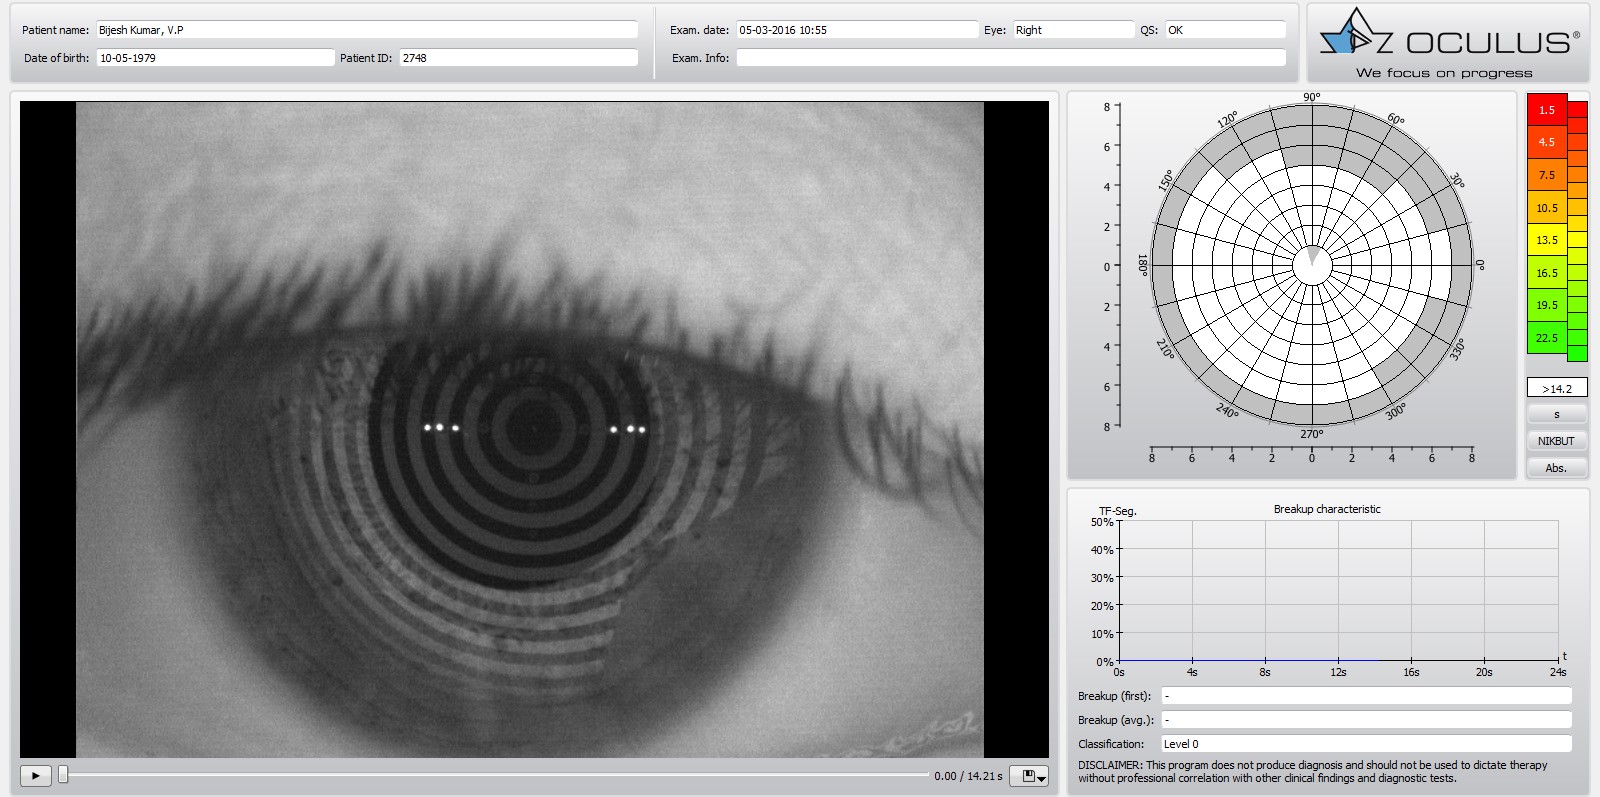 Patient name: Bijesh Kumar, V.P
Date of birth: 10-05-1979 Patient ID: 2748
Exam. date: 05-03-2016 10:55 Eye: Right QS: OK
Exam. Info:
OCULUS®
We focus on progress
90°
120° 60°
150° 30°
180° 0°
210° 330°
240° 300°
270°
8
6
4
2
0
2
4
6
8
8 6 4 2 0 2 4 6 8
1.5
4.5
7.5
10.5
13.5
16.5
19.5
22.5
>14.2
s
NIKBUT
Abs.
0.00 / 14.21 s
TF-Seg. Breakup characteristic
50%
40%
30%
20%
10%
0%
t
0s 4s 8s 12s 16s 20s 24s
Breakup (first): -
Breakup (avg.): -
Classification: Level 0
DISCLAIMER: This program does not produce diagnosis and should not be used to dictate therapy
without professional correlation with other clinical findings and diagnostic tests.